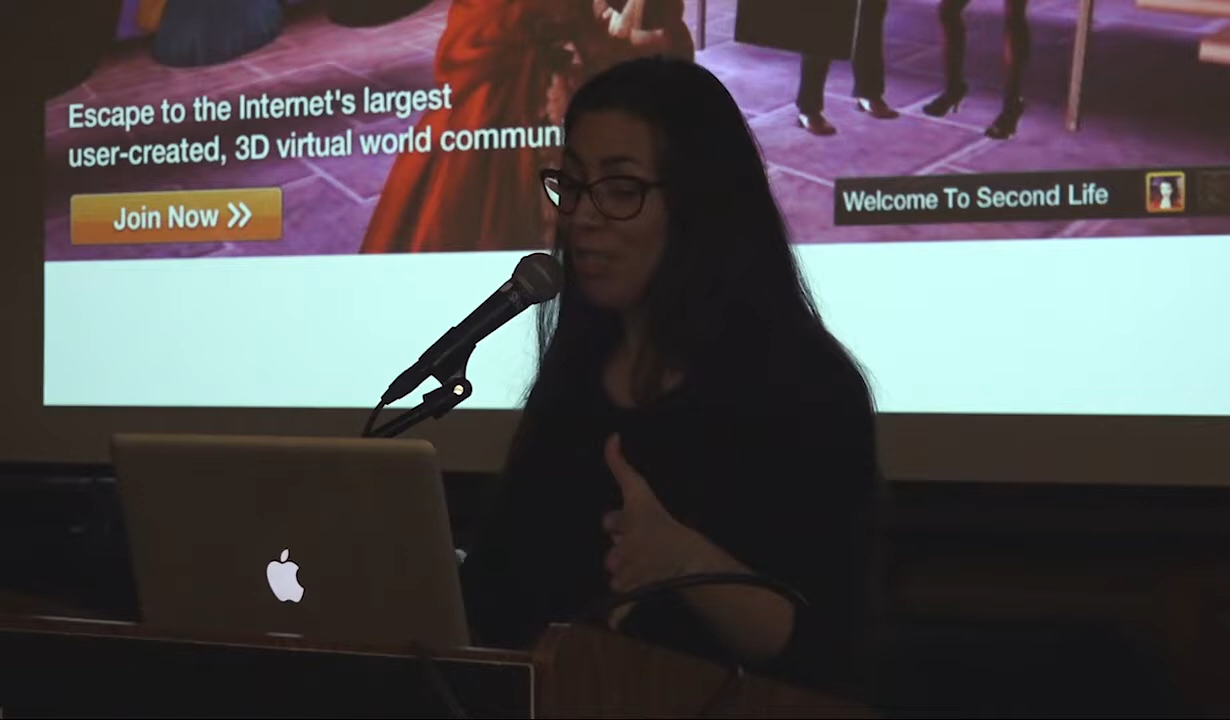 Escape to the Internet's largest
user-created, 3D virtual world commun
Join Now »
Welcome To Second Life